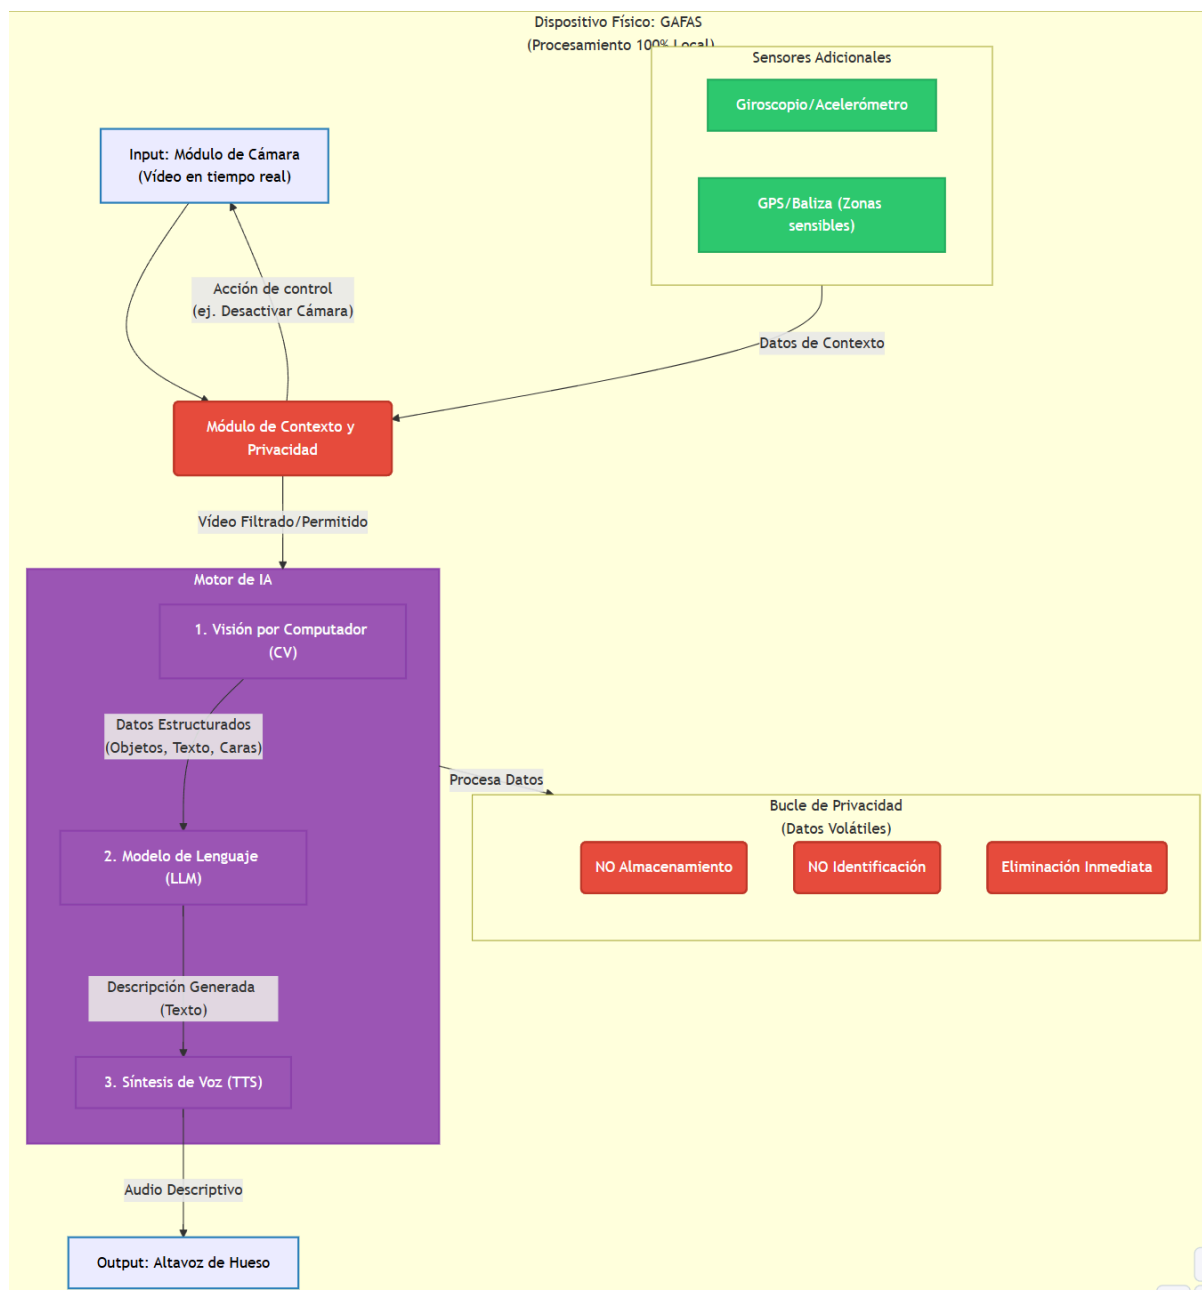 Dispositivo Físico: GAFAS
(Procesamiento 100% Local)
Sensores Adicionales
Giroscopio/Acelerómetro
GPS/Baliza (Zonas
sensibles)
Input: Módulo de Cámara
(Vídeo en tiempo real)
Acción de control
(ej. Desactivar Cámara)
Datos de Contexto
Módulo de Contexto y
Privacidad
Vídeo Filtrado/Permitido
Motor de IA
1. Visión por Computador
(CV)
Datos Estructurados
(Objetos, Texto, Caras)
2. Modelo de Lenguaje
(LLM)
Descripción Generada
(Texto)
3. Síntesis de Voz (TTS)
Procesa Datos
Bucle de Privacidad
(Datos Volátiles)
NO Almacenamiento
NO Identificación
Eliminación Inmediata
Audio Descriptivo
Output: Altavoz de Hueso